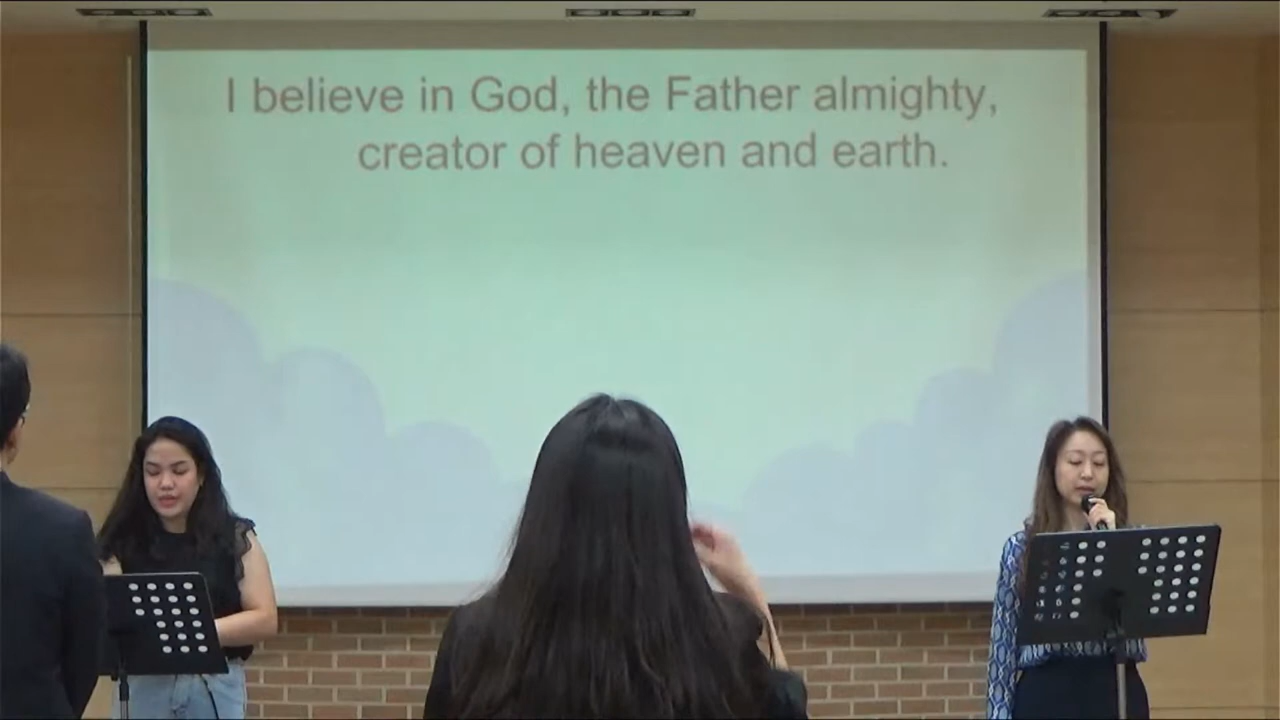 I believe in God, the Father almighty,
creator of heaven and earth.